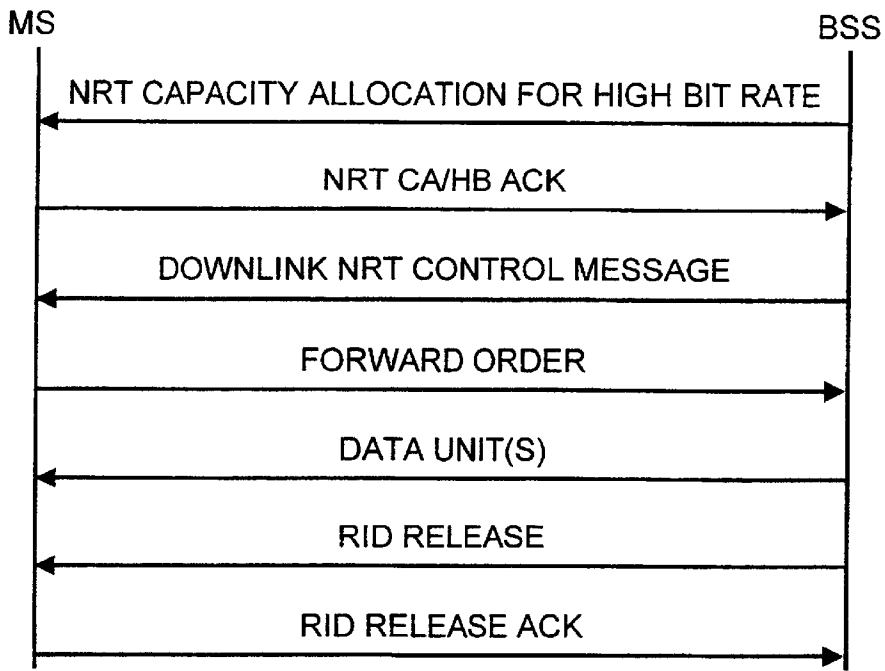 MS
BSS
NRT CAPACITY ALLOCATION FOR HIGH BIT RATE
NRT CA/HB ACK
DOWNLINK NRT CONTROL MESSAGE
FORWARD ORDER
DATA UNIT(S)
RID RELEASE
RID RELEASE ACK